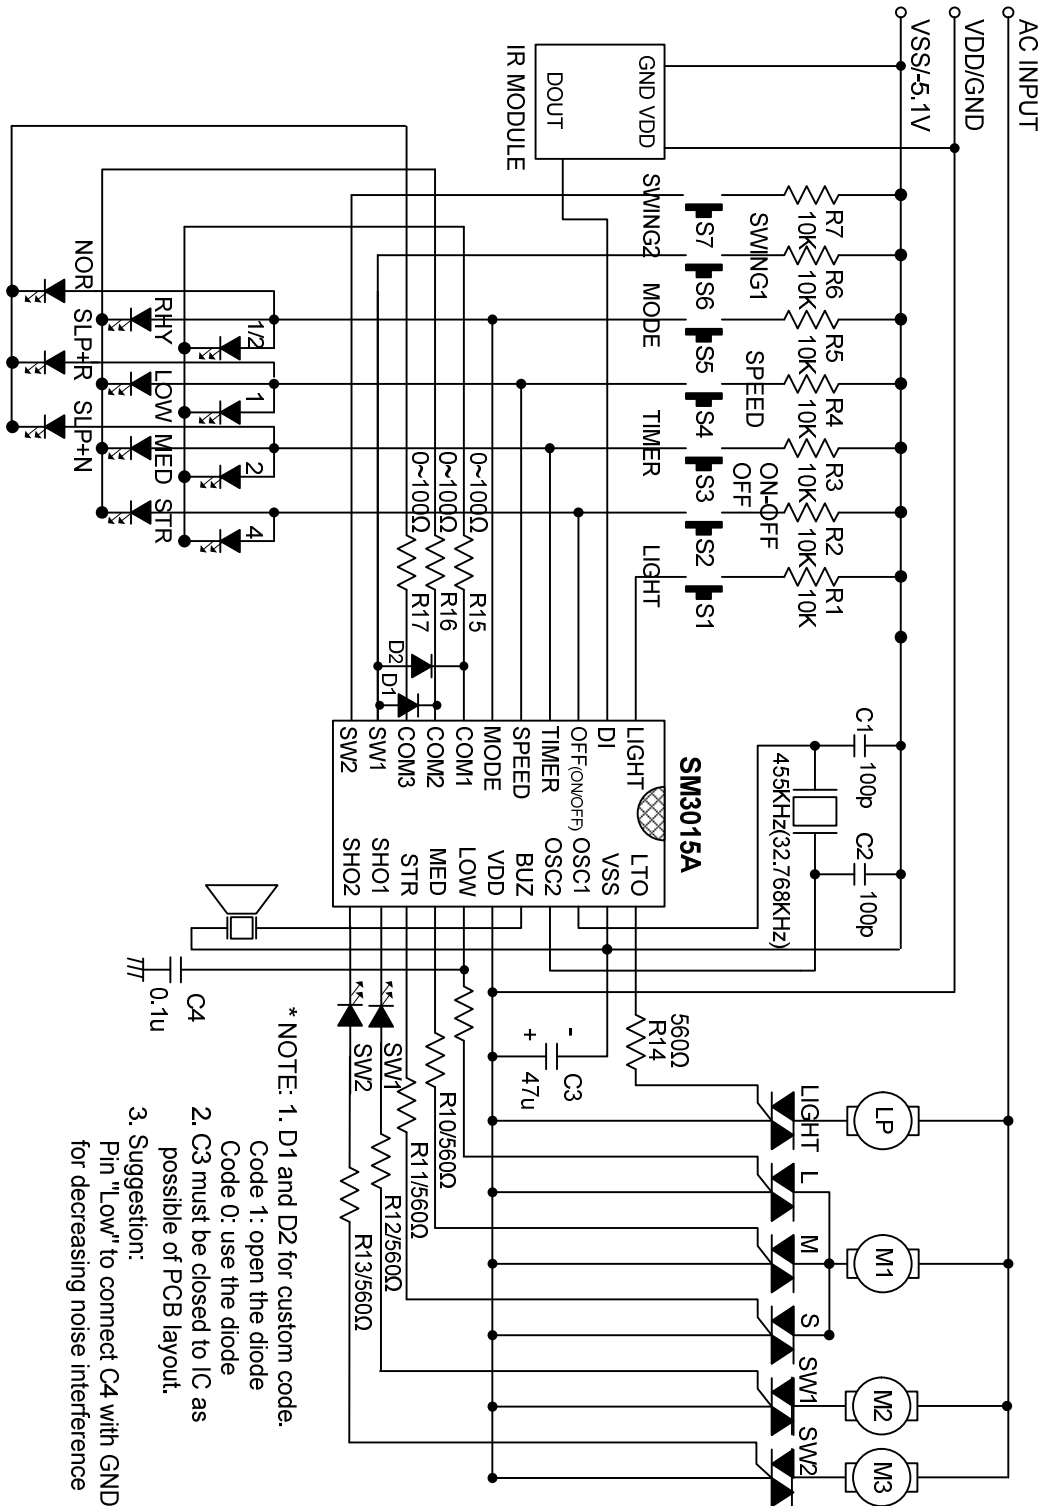 AC INPUT
VDD/GND
VSS/-5.1V
GND VDD
DOUT
IR MODULE
R7
10K
R6
10K
R5
10K
R4
10K
R3
10K
R2
10K
R1
10K
SWING1
SPEED
ON-OFF
OFF
S7
S6
S5
S4
S3
S2
S1
SWING2
MODE
TIMER
LIGHT
C1
100p
C2
100p
455KHz(32.768KHz)
NOR
RHY
1/2
SLP+R
LOW
1
SLP+N
MED
2
STR
4
0~100Ω
0~100Ω
0~100Ω
R15
R16
R17
D2
D1
SM3015A
LIGHT
DI
OFF(ON/OFF)
TIMER
SPEED
MODE
COM1
COM2
COM3
SW1
SW2
LTO
VSS
OSC1
OSC2
BUZ
VDD
LOW
MED
STR
SHO1
SHO2
560Ω
R14
-
+
C3
47u
C4
0.1u
SW1
SW2
R10/560Ω
R11/560Ω
R12/560Ω
R13/560Ω
LIGHT
L
M
S
SW1
SW2
LP
M1
M2
M3
* NOTE: 1. D1 and D2 for custom code.
Code 1: open the diode
Code 0: use the diode
2. C3 must be closed to IC as
possible of PCB layout.
3. Suggestion:
Pin "Low" to connect C4 with GND
for decreasing noise interference